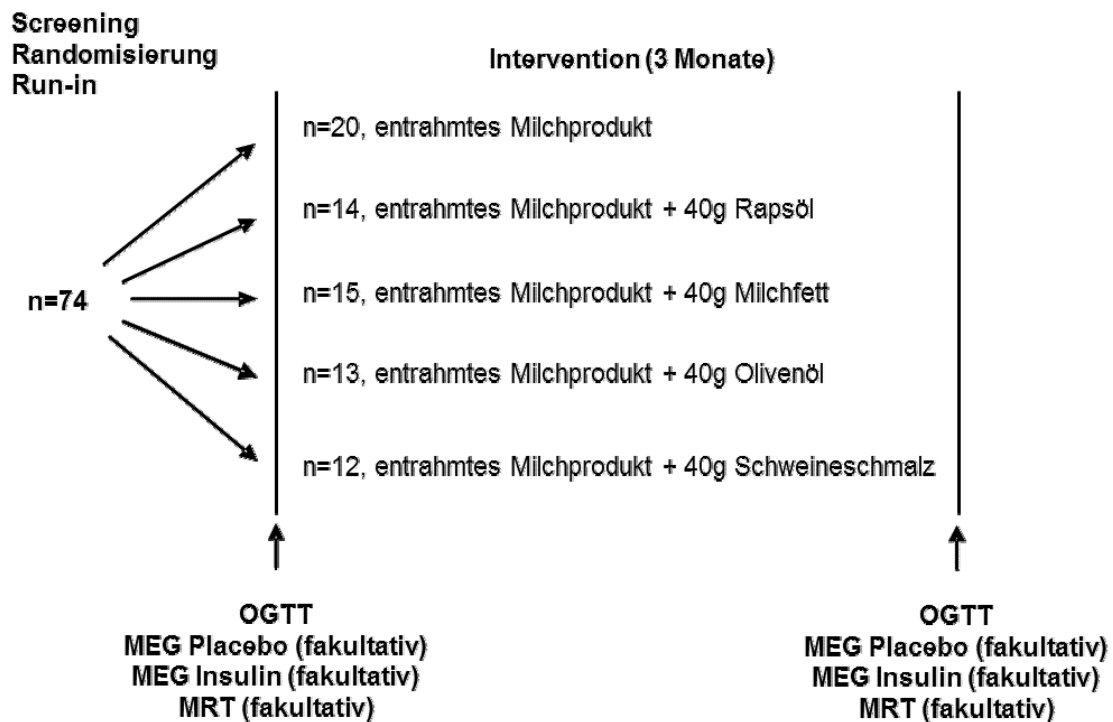 Screening
Randomisierung
Run-in
Intervention (3 Monate)
n=20, entrahmtes Milchprodukt
n=14, entrahmtes Milchprodukt + 40g Rapsöl
n=74
n=15, entrahmtes Milchprodukt + 40g Milchfett
n=13, entrahmtes Milchprodukt + 40g Olivenöl
n=12, entrahmtes Milchprodukt + 40g Schweineschmalz
OGTT
MEG Placebo (fakultativ)
MEG Insulin (fakultativ)
MRT (fakultativ)
OGTT
MEG Placebo (fakultativ)
MEG Insulin (fakultativ)
MRT (fakultativ)